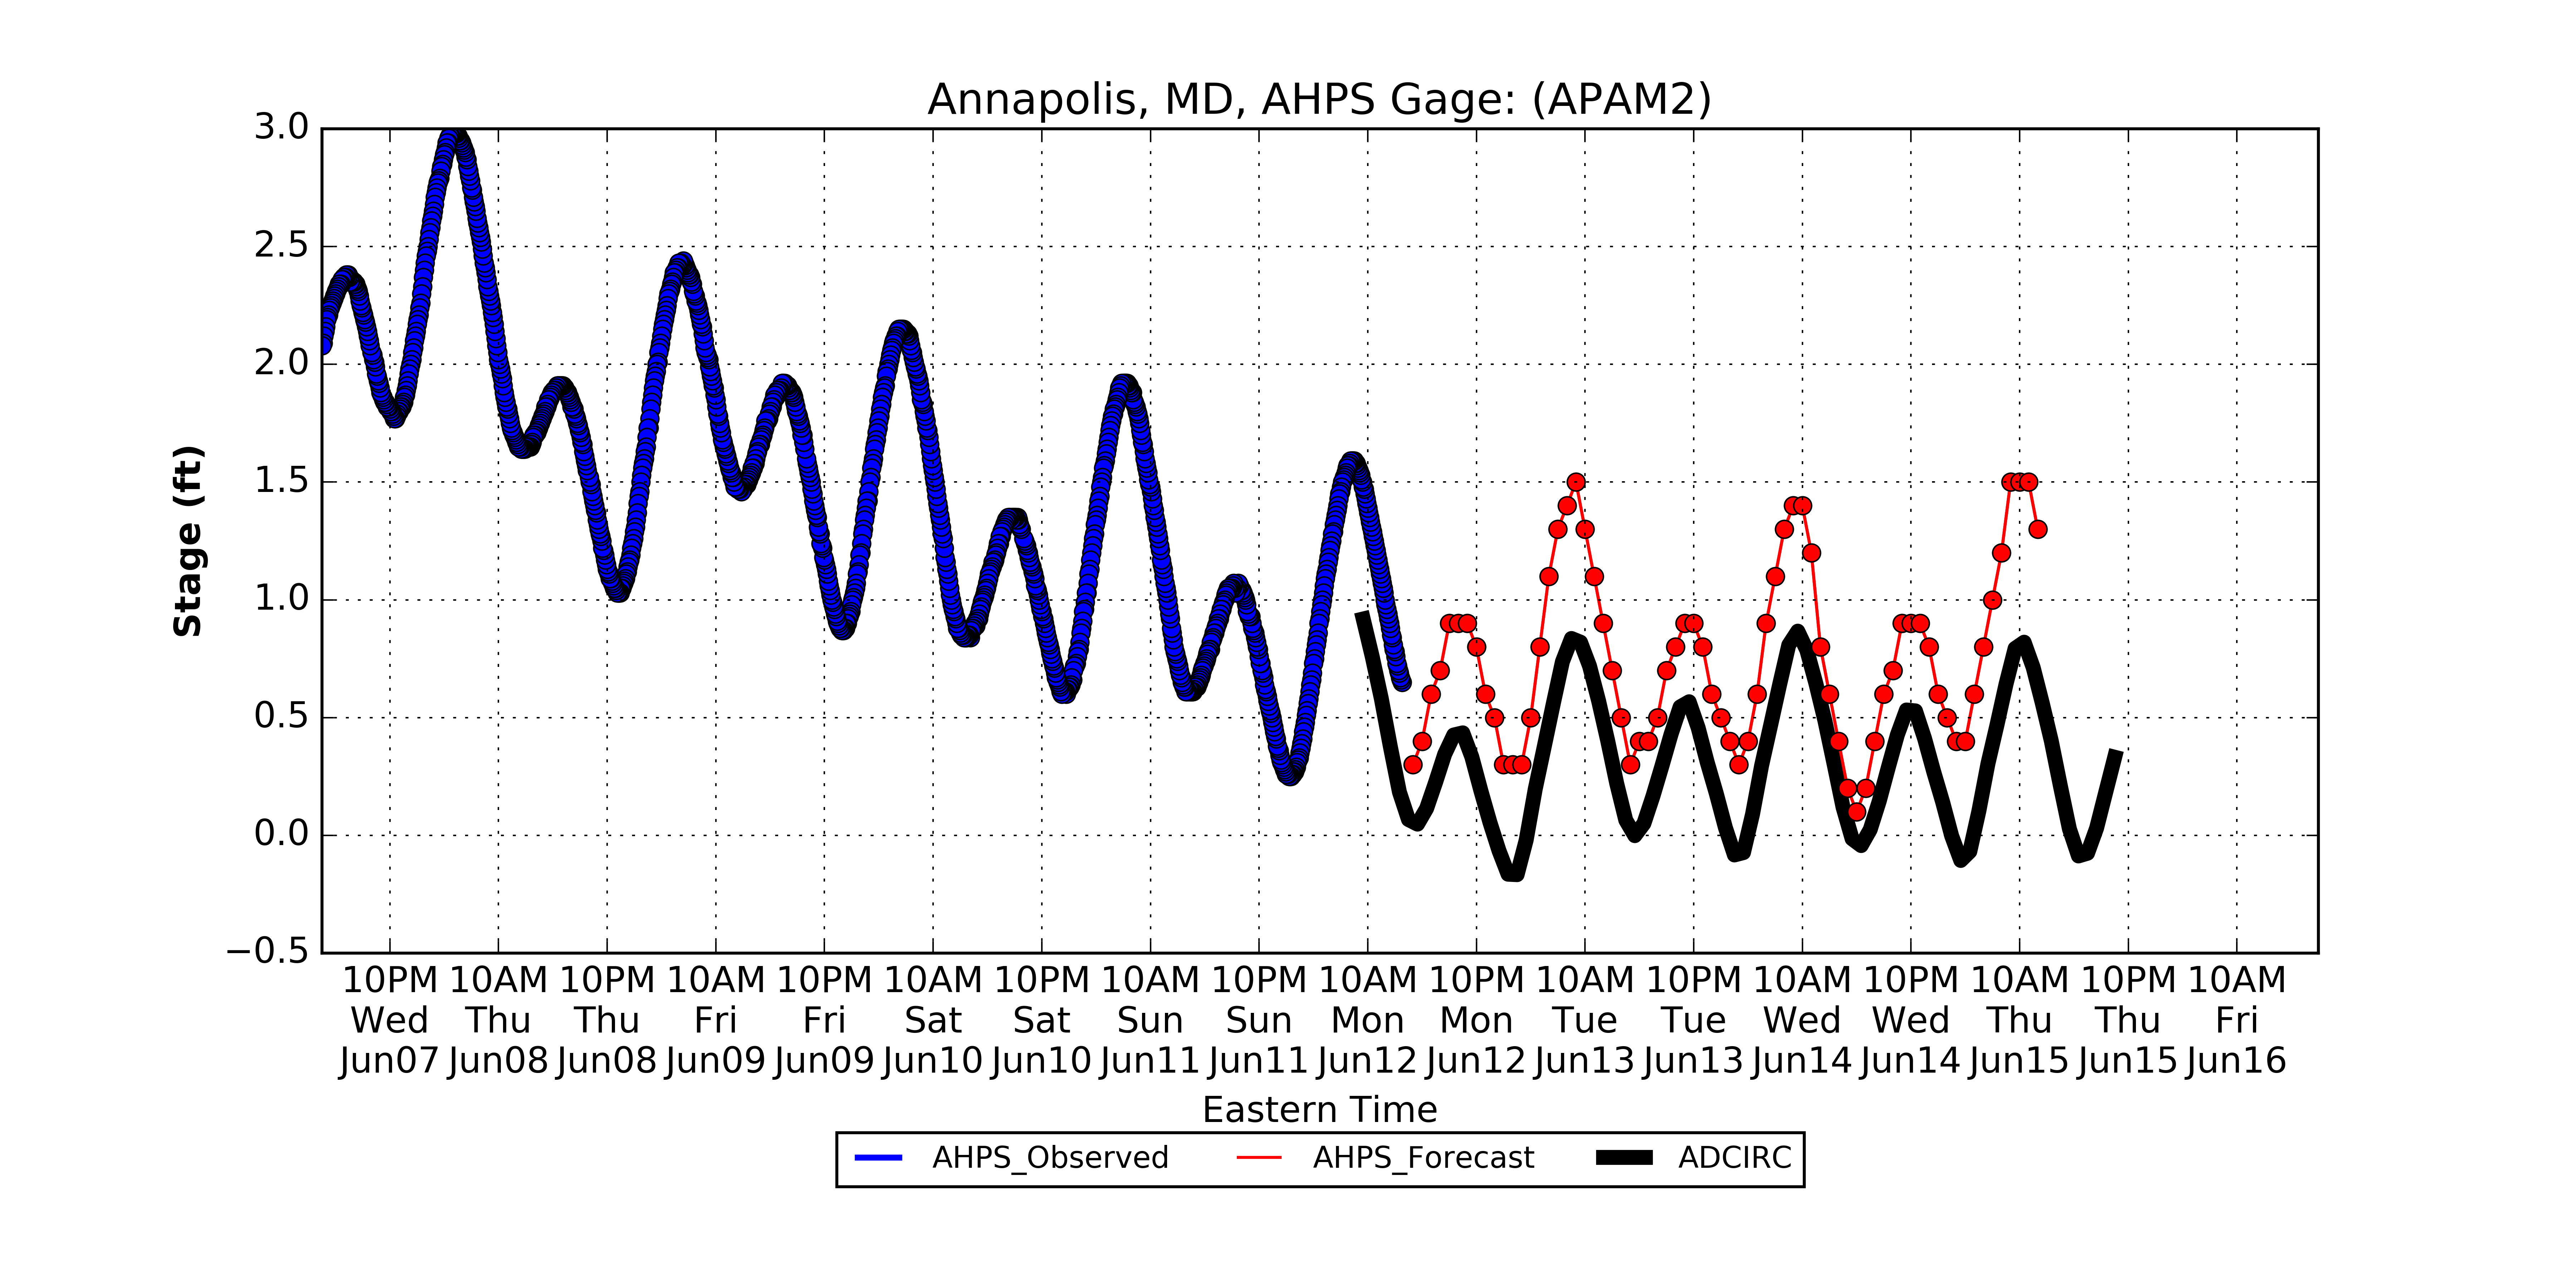 Annapolis, MD, AHPS Gage: (APAM2)
3.0
2.5
2.0
1.5
1.0
0.5
0.0
−0.5
Stage (ft)
10PM 10AM 10PM 10AM 10PM 10AM 10PM 10AM 10PM 10AM 10PM 10AM 10PM 10AM 10PM 10AM 10PM 10AM
Wed Thu Thu Fri Fri Sat Sat Sun Sun Mon Mon Tue Tue Wed Wed Thu Thu Fri
Jun07 Jun08 Jun08 Jun09 Jun09 Jun10 Jun10 Jun11 Jun11 Jun12 Jun12 Jun13 Jun13 Jun14 Jun14 Jun15 Jun15 Jun16
Eastern Time
AHPS_Observed AHPS_Forecast ADCIRC